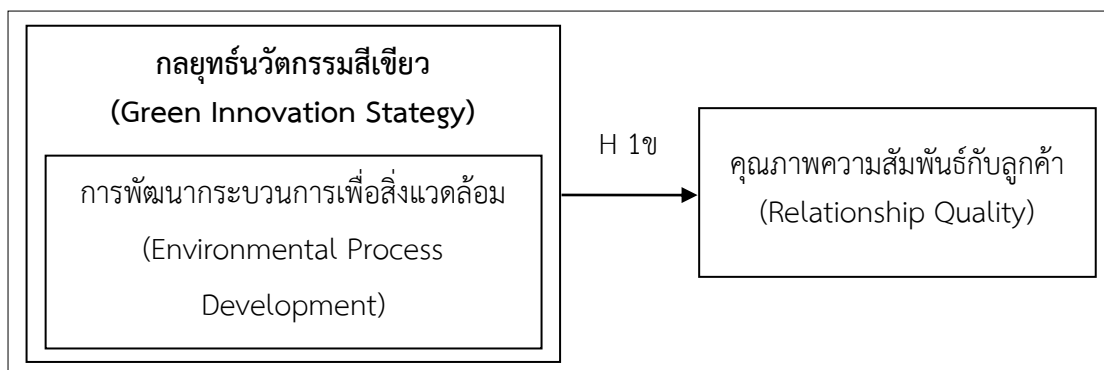 กลยุทธ์นวัตกรรมสีเขียว
(Green Innovation Stategy)
การพัฒนากระบวนการเพื่อสิ่งแวดล้อม
(Environmental Process
Development)
H 1ข
คุณภาพความสัมพันธ์กับลูกค้า
(Relationship Quality)